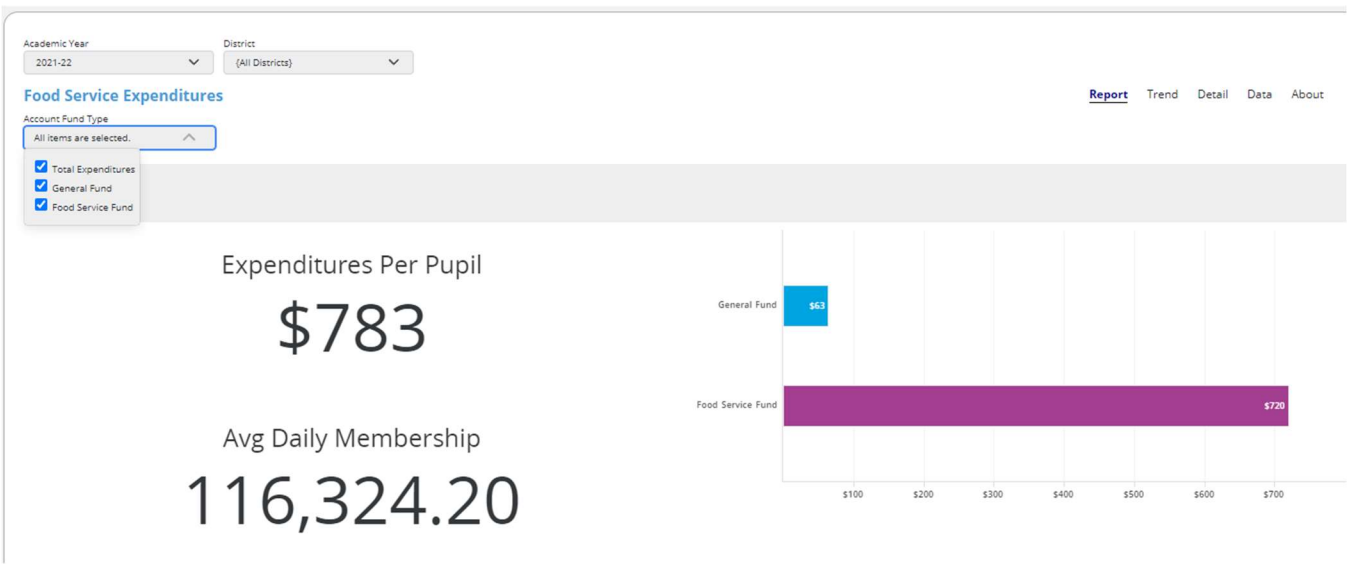 Academic Year District
2021-22 {All Districts}
Food Service Expenditures
Report Trend Detail Data About
Account Fund Type
All items are selected.
Total Expenditures
General Fund
Food Service Fund
Expenditures Per Pupil
$783
Avg Daily Membership
116,324.20
General Fund $63
Food Service Fund $720
$100 $200 $300 $400 $500 $600 $700